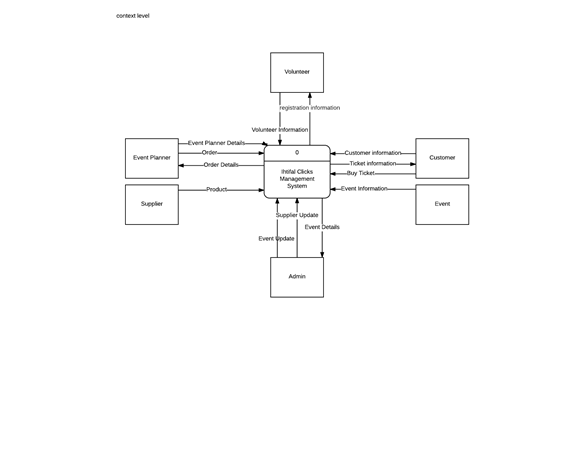 context level
Volunteer
registration information
Volunteer Information
Event Planner Details
Order
Order Details
Event Planner
0
Ihtifal Clicks
Management
System
Customer information
Ticket information
Buy Ticket
Customer
Supplier
Product
Event Information
Event
Supplier Update
Event Details
Event Update
Admin